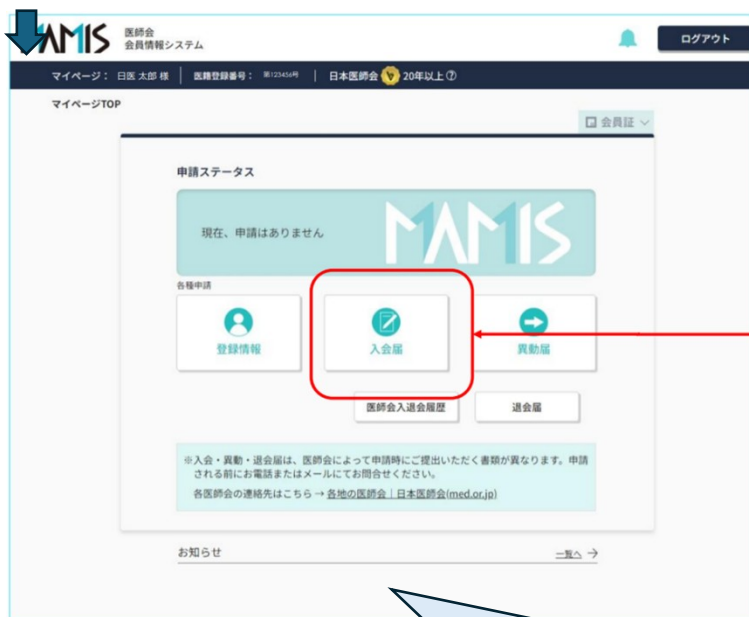 MAMIS 医師会
会員情報システム
ログアウト
マイページ： 日医 太郎 様 | 医籍登録番号： 第123456号 | 日本医師会 20年以上 ?
マイページTOP
会員証
申請ステータス
現在、申請はありません
MAMIS
各種申請
登録情報
入会届
異動届
医師会入退会履歴
退会届
※入会・異動・退会届は、医師会によって申請時にご提出いただく書類が異なります。申請
される前にお電話またはメールにてお問合せください。
各医師会の連絡先はこちら → 各地の医師会｜日本医師会(med.or.jp)
お知らせ
一覧へ →